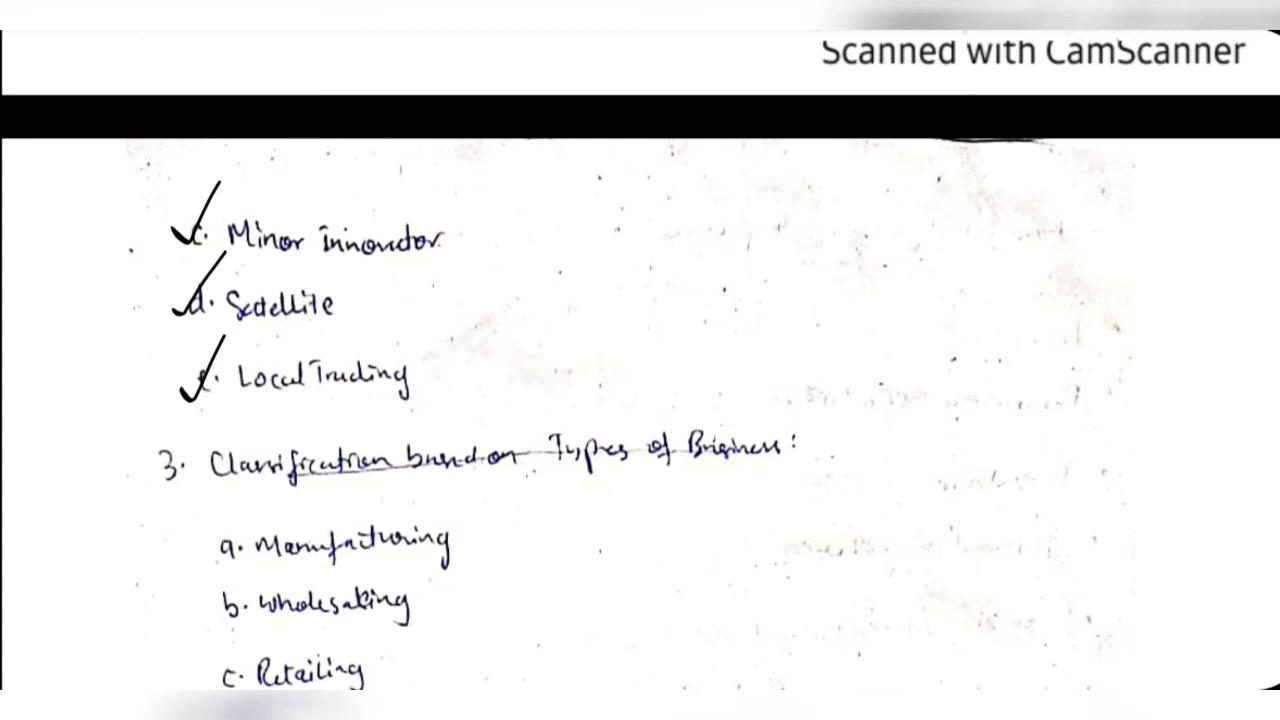 Scanned with CamScanner
c. Minor innovator
d. Satellite
e. Local Trading
3. Classification based on Types of Business:
a. Manufacturing
b. Wholesaling
c. Retailing